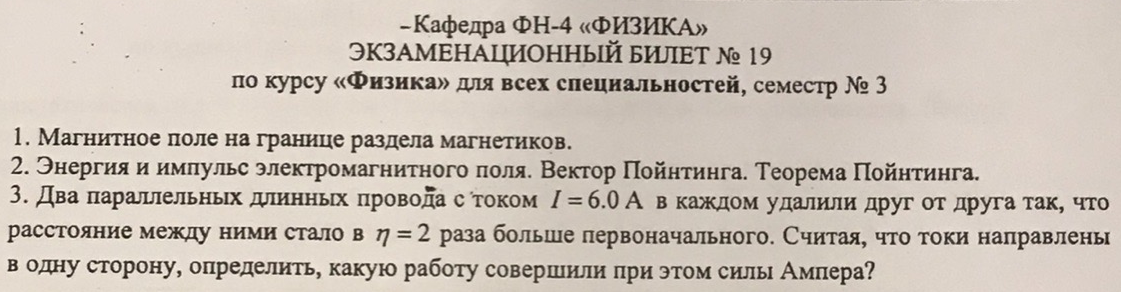 –Кафедра ФН-4 «ФИЗИКА»
ЭКЗАМЕНАЦИОННЫЙ БИЛЕТ № 19
по курсу «Физика» для всех специальностей, семестр № 3
1. Магнитное поле на границе раздела магнетиков.
2. Энергия и импульс электромагнитного поля. Вектор Пойнтинга. Теорема Пойнтинга.
3. Два параллельных длинных провода с током I = 6.0 А в каждом удалили друг от друга так, что
расстояние между ними стало в η = 2 раза больше первоначального. Считая, что токи направлены
в одну сторону, определить, какую работу совершили при этом силы Ампера?